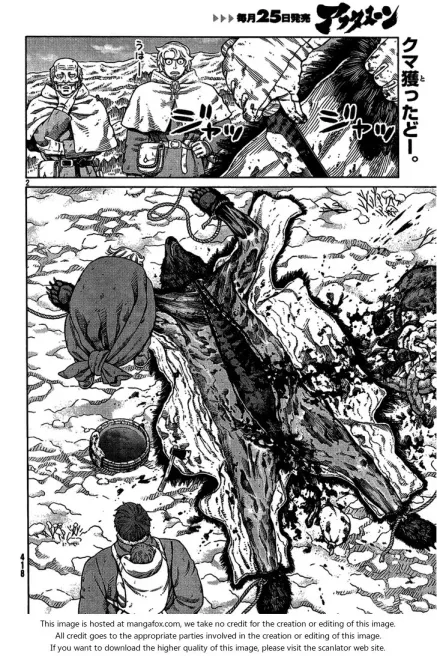 ▶▶▶ 毎月25日発売 アフタヌーン
クマ獲ったどー。
と
うはー
ジャッ
ジャッ
2
418
This image is hosted at mangafox.com, we take no credit for the creation or editing of this image.
All credit goes to the appropriate parties involved in the creation or editing of this image.
If you want to download the higher quality of this image, please visit the scanlator web site.